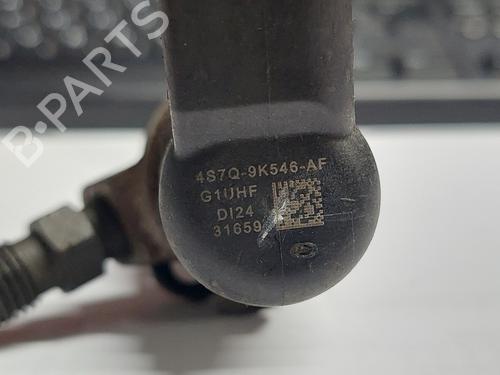 B-PARTS
4S7Q-9K546-AF
G1UHF
DI24
31659